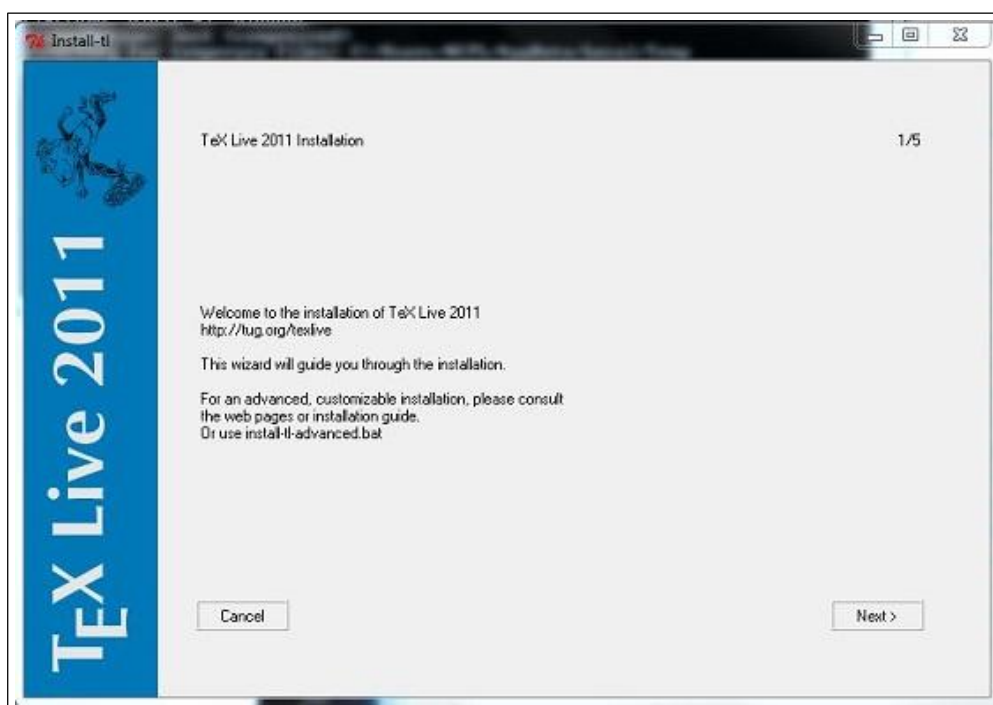 Install-tl
TeX Live 2011 Installation
1/5
Welcome to the installation of TeX Live 2011
http://tug.org/texlive
This wizard will guide you through the installation.
For an advanced, customizable installation, please consult
the web pages or installation guide.
Or use install-tl-advanced.bat
Cancel
Next >
TEX Live 2011